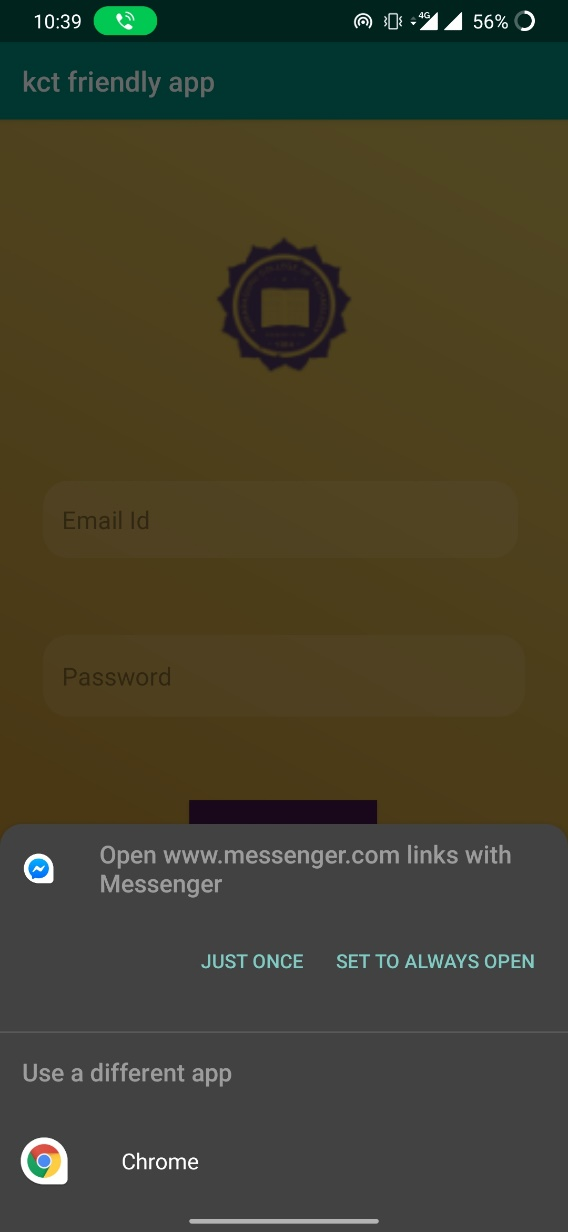 10:39
4G
56%
kct friendly app
Email Id
Password
Open www.messenger.com links with
Messenger
JUST ONCE
SET TO ALWAYS OPEN
Use a different app
Chrome